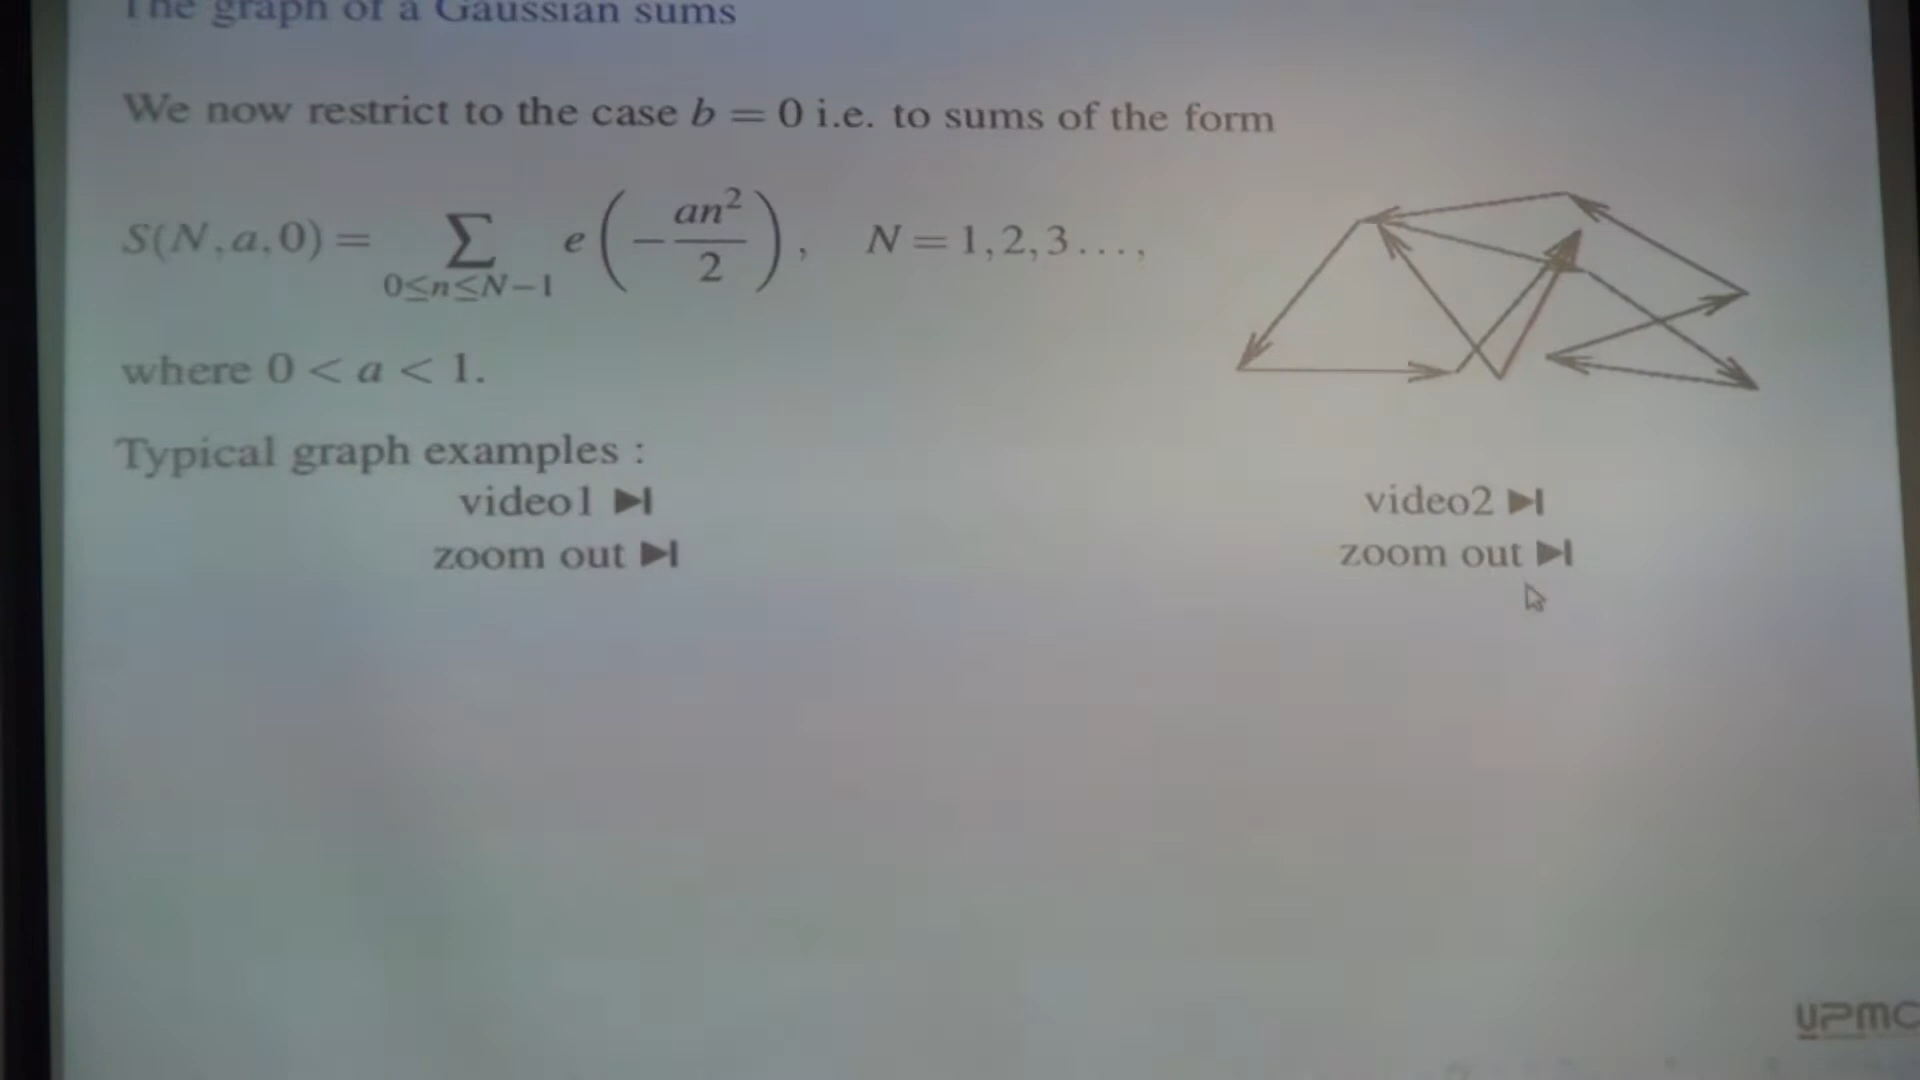 The graph of a Gaussian sums
We now restrict to the case b = 0 i.e. to sums of the form
S(N,a,0) = ∑ 0≤n≤N−1 e(−an²/2), N = 1,2,3...,
where 0 < a < 1.
Typical graph examples :
video1 video2
zoom out zoom out
UPMC